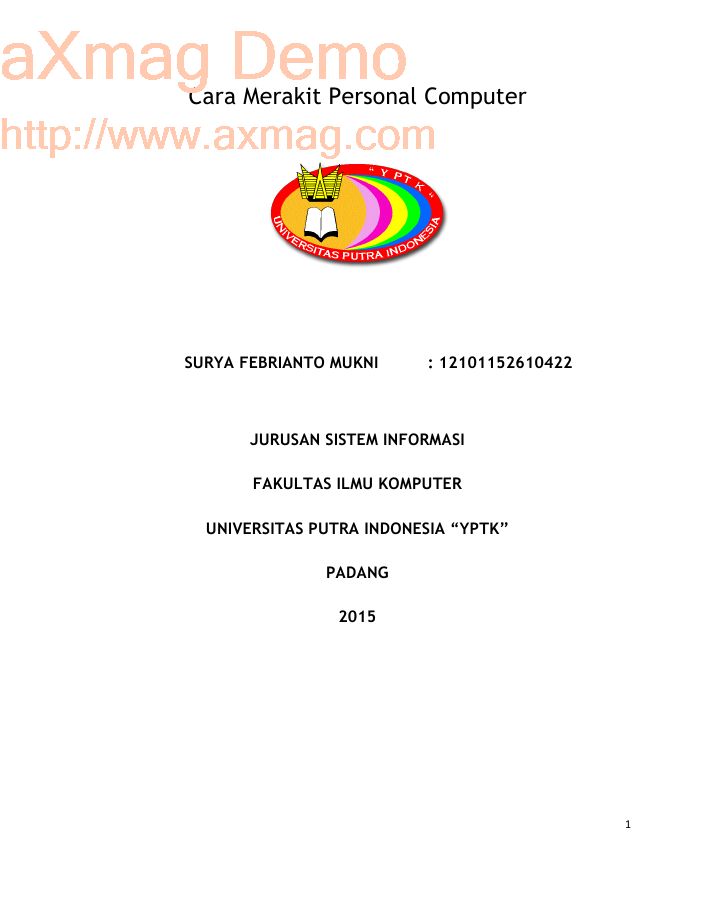 aXmag Demo
Cara Merakit Personal Computer
http://www.axmag.com
“ Y P T K ”
UNIVERSITAS PUTRA INDONESIA
SURYA FEBRIANTO MUKNI : 12101152610422
JURUSAN SISTEM INFORMASI
FAKULTAS ILMU KOMPUTER
UNIVERSITAS PUTRA INDONESIA “YPTK”
PADANG
2015
1